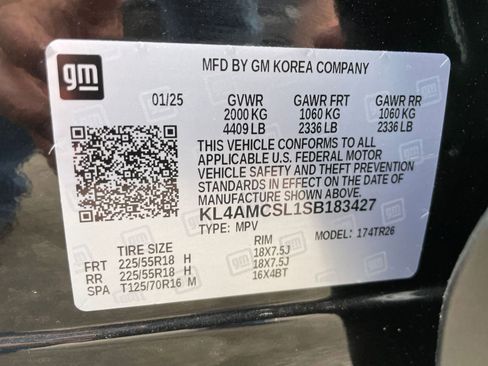 gm
MFD BY GM KOREA COMPANY
01/25 GVWR GAWR FRT GAWR RR
2000 KG 1060 KG 1060 KG
4409 LB 2336 LB 2336 LB
THIS VEHICLE CONFORMS TO ALL
APPLICABLE U.S. FEDERAL MOTOR
VEHICLE SAFETY AND THEFT PREVENTION
STANDARDS IN EFFECT ON THE DATE OF
MANUFACTURE SHOWN ABOVE.
KL4AMCSL1SB183427
TYPE: MPV MODEL: 174TR26
TIRE SIZE RIM
FRT 225/55R18 H 18X7.5J
RR 225/55R18 H 18X7.5J
SPA T125/70R16 M 16X4BT